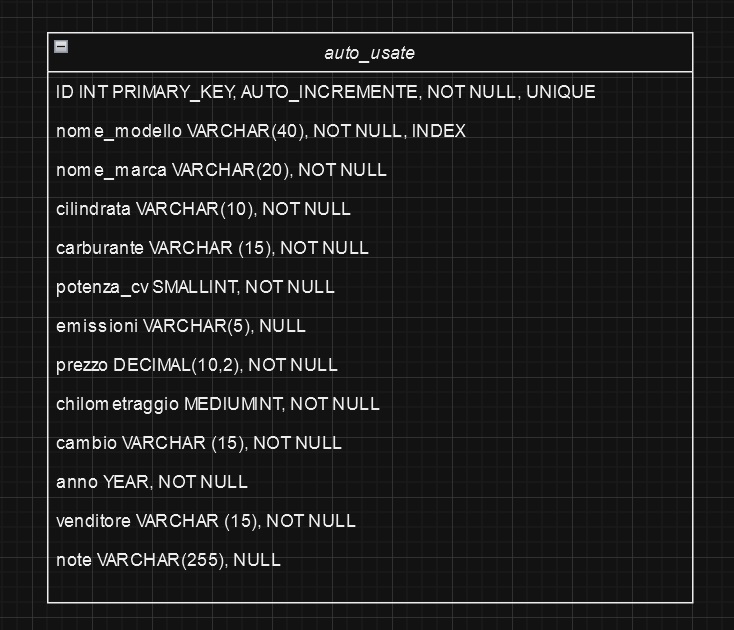 auto_usate
ID INT PRIMARY_KEY, AUTO_INCREMENTE, NOT NULL, UNIQUE
nome_modello VARCHAR(40), NOT NULL, INDEX
nome_marca VARCHAR(20), NOT NULL
cilindrata VARCHAR(10), NOT NULL
carburante VARCHAR (15), NOT NULL
potenza_cv SMALLINT, NOT NULL
emissioni VARCHAR(5), NULL
prezzo DECIMAL(10,2), NOT NULL
chilometraggio MEDIUMINT, NOT NULL
cambio VARCHAR (15), NOT NULL
anno YEAR, NOT NULL
venditore VARCHAR (15), NOT NULL
note VARCHAR(255), NULL